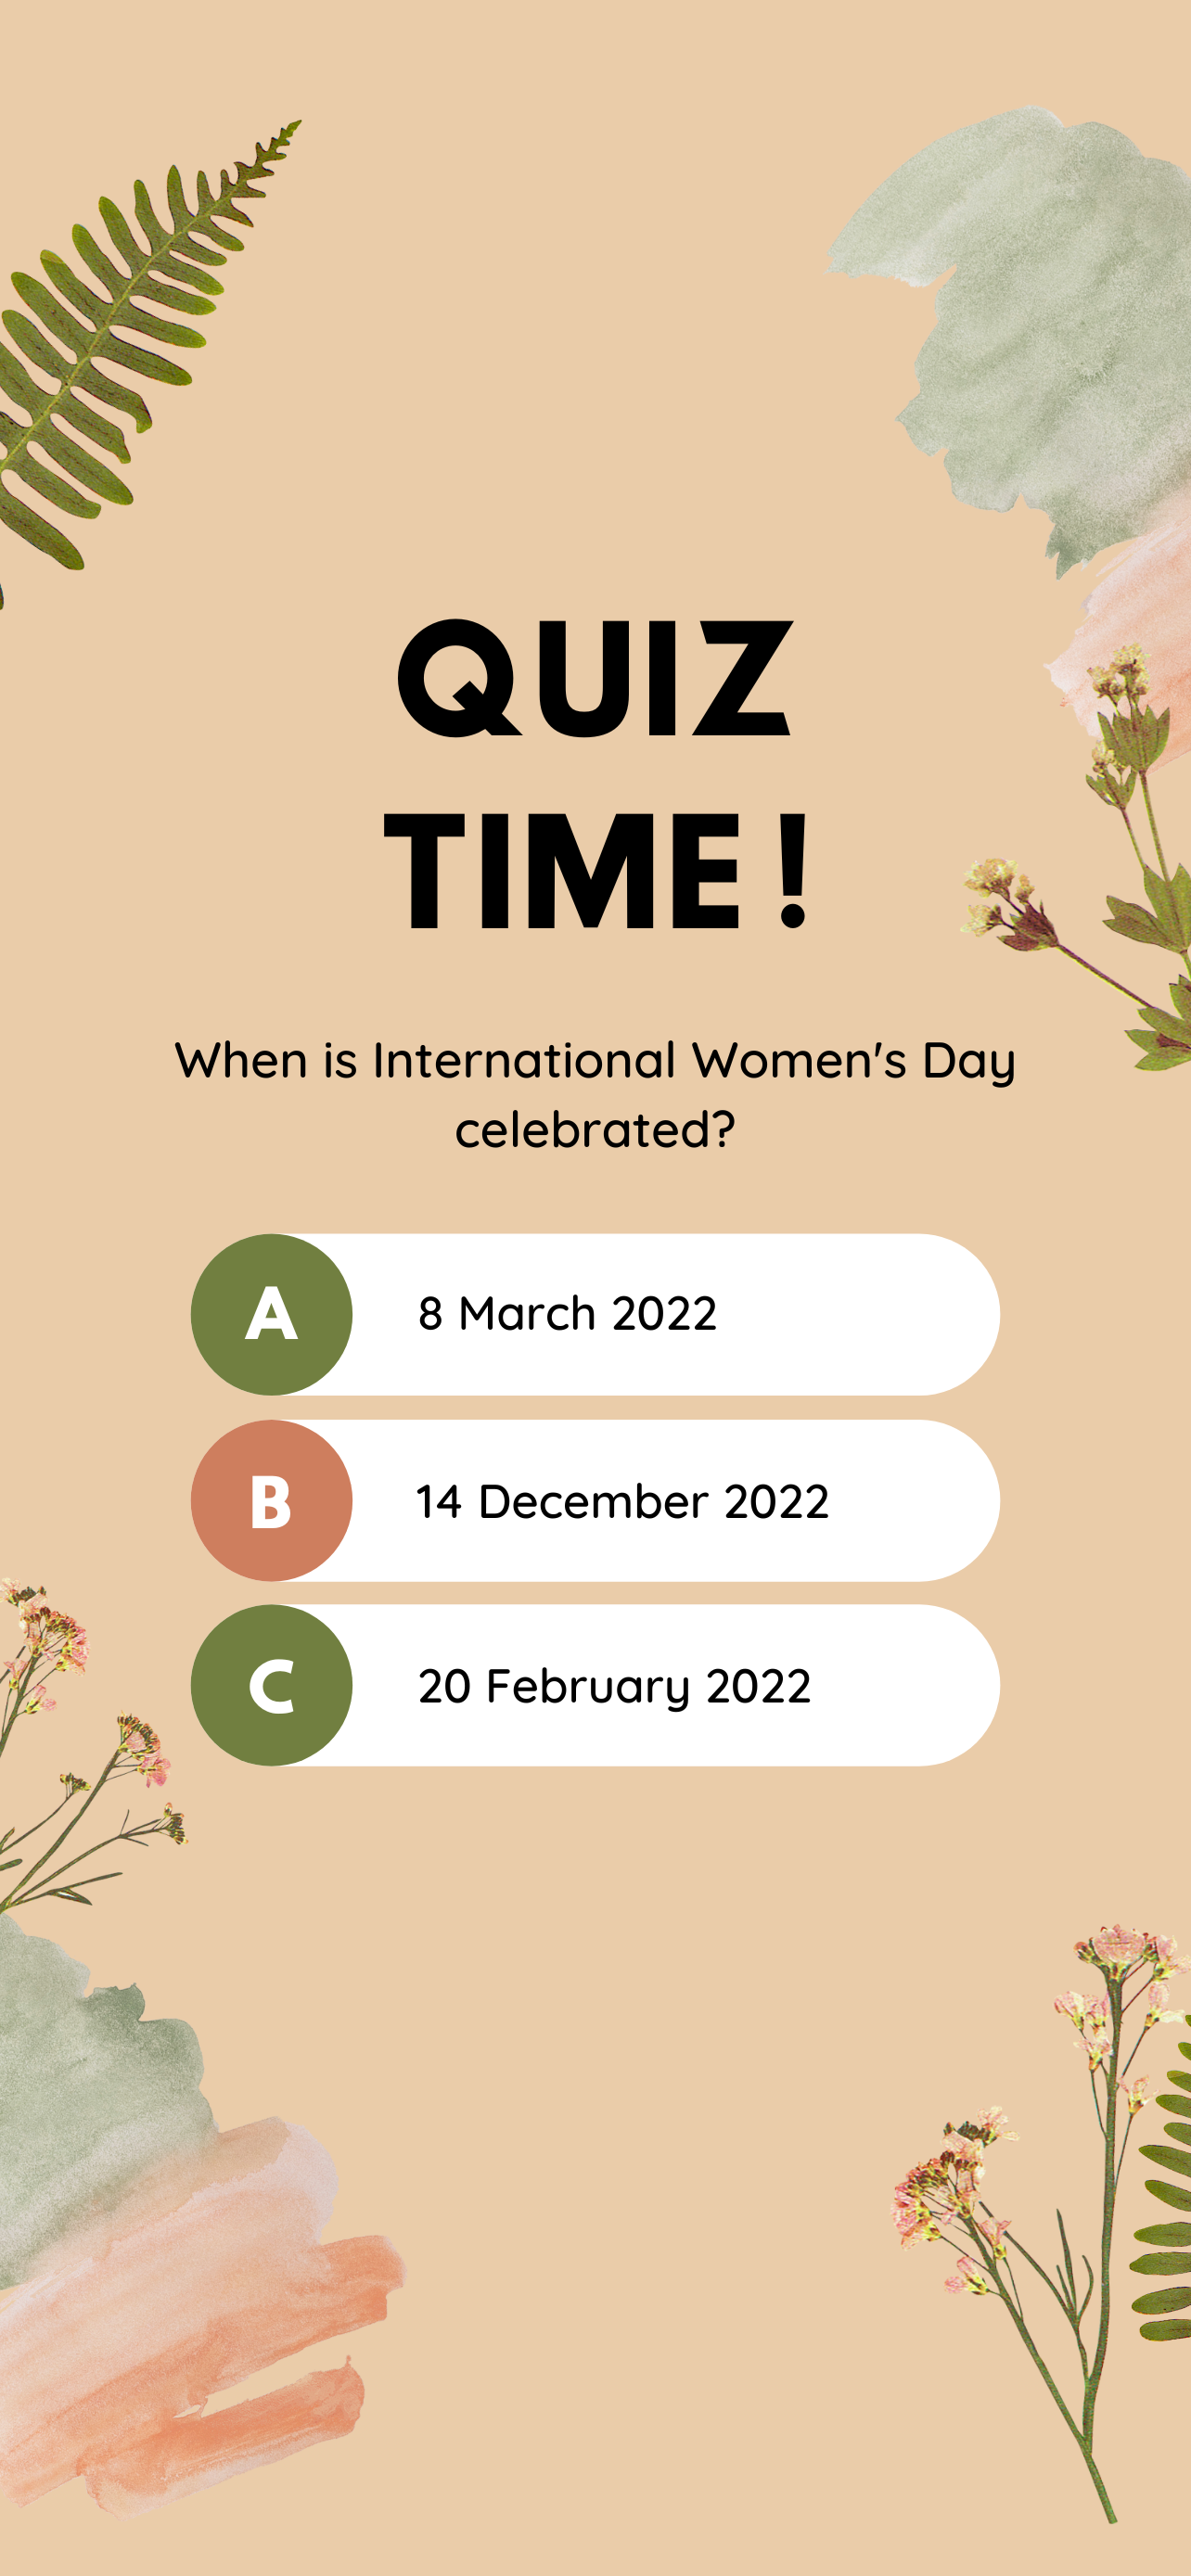 QUIZ
TIME !
When is International Women's Day
celebrated?
A 8 March 2022
B 14 December 2022
C 20 February 2022